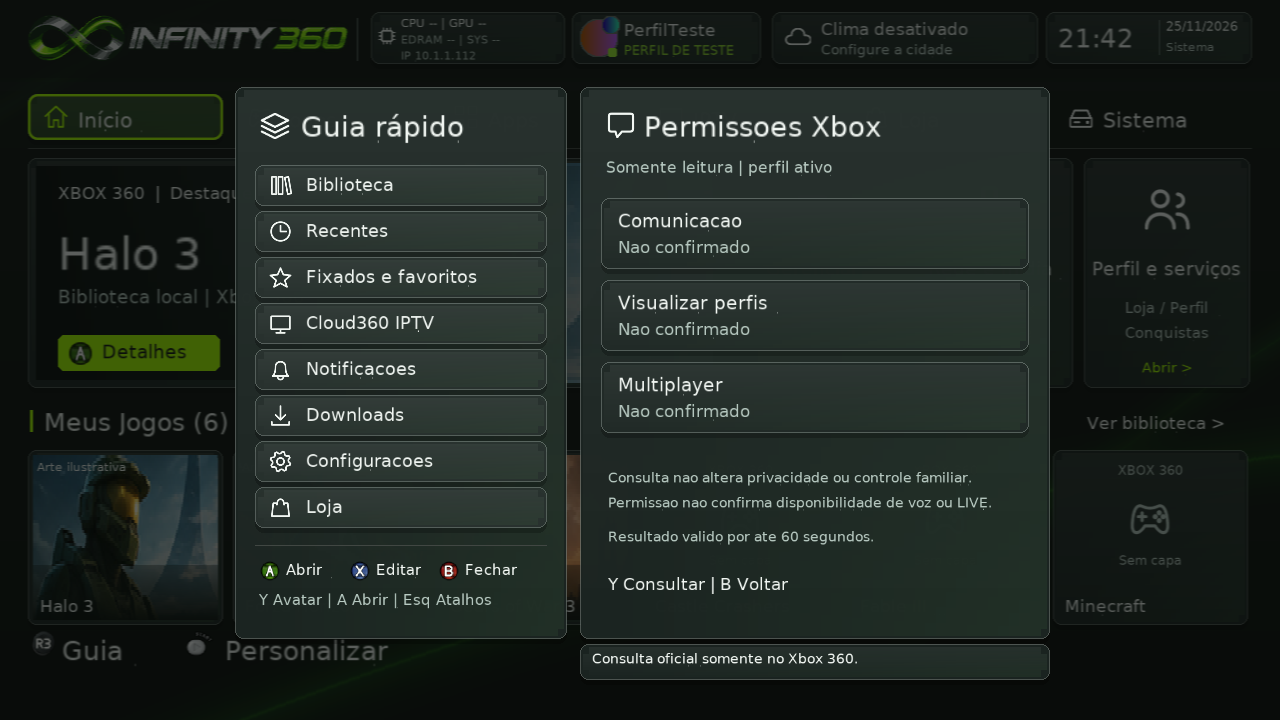 INFINITY 360
CPU -- | GPU --
EDRAM -- | SYS --
IP 10.1.1.112
PerfilTeste
PERFIL DE TESTE
Clima desativado
Configure a cidade
21:42
25/11/2026
Sistema
Início
Sistema
Guia rápido
Biblioteca
Recentes
Fixados e favoritos
Cloud360 IPTV
Notificacoes
Downloads
Configuracoes
Loja
A Abrir
X Editar
B Fechar
Y Avatar | A Abrir | Esq Atalhos
Permissoes Xbox
Somente leitura | perfil ativo
Comunicacao
Nao confirmado
Visualizar perfis
Nao confirmado
Multiplayer
Nao confirmado
Consulta nao altera privacidade ou controle familiar.
Permissao nao confirma disponibilidade de voz ou LIVE.
Resultado valido por ate 60 segundos.
Y Consultar | B Voltar
Consulta oficial somente no Xbox 360.
XBOX 360 | Destaqu
Halo 3
Biblioteca local | Xb
A Detalhes
Perfil e serviços
Loja / Perfil
Conquistas
Abrir >
Meus Jogos (6)
Ver biblioteca >
Arte ilustrativa
Halo 3
3
XBOX 360
Sem capa
Minecraft
R3 Guia
Personalizar